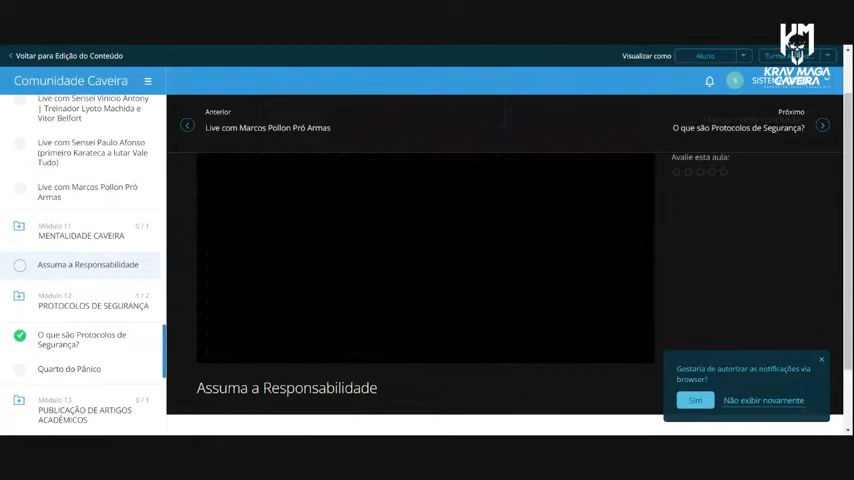 Voltar para Edição do Conteúdo
Visualizar como
Aluno
KM
KRAV MAGA
CAVEIRA
Comunidade Caveira
S
Live com Sensei Vinicio Antony
| Treinador Lyoto Machida e
Vitor Belfort
Live com Sensei Paulo Afonso
(primeiro Karateca a lutar Vale
Tudo)
Live com Marcos Pollon Pró
Armas
Módulo 11
0 / 1
MENTALIDADE CAVEIRA
Assuma a Responsabilidade
Módulo 12
1 / 2
PROTOCOLOS DE SEGURANÇA
O que são Protocolos de
Segurança?
Quarto do Pânico
Módulo 13
0 / 1
PUBLICAÇÃO DE ARTIGOS
ACADÊMICOS
Anterior
Live com Marcos Pollon Pró Armas
Próximo
O que são Protocolos de Segurança?
Avalie esta aula:
Assuma a Responsabilidade
Gostaria de autorizar as notificações via
browser?
Sim
Não exibir novamente